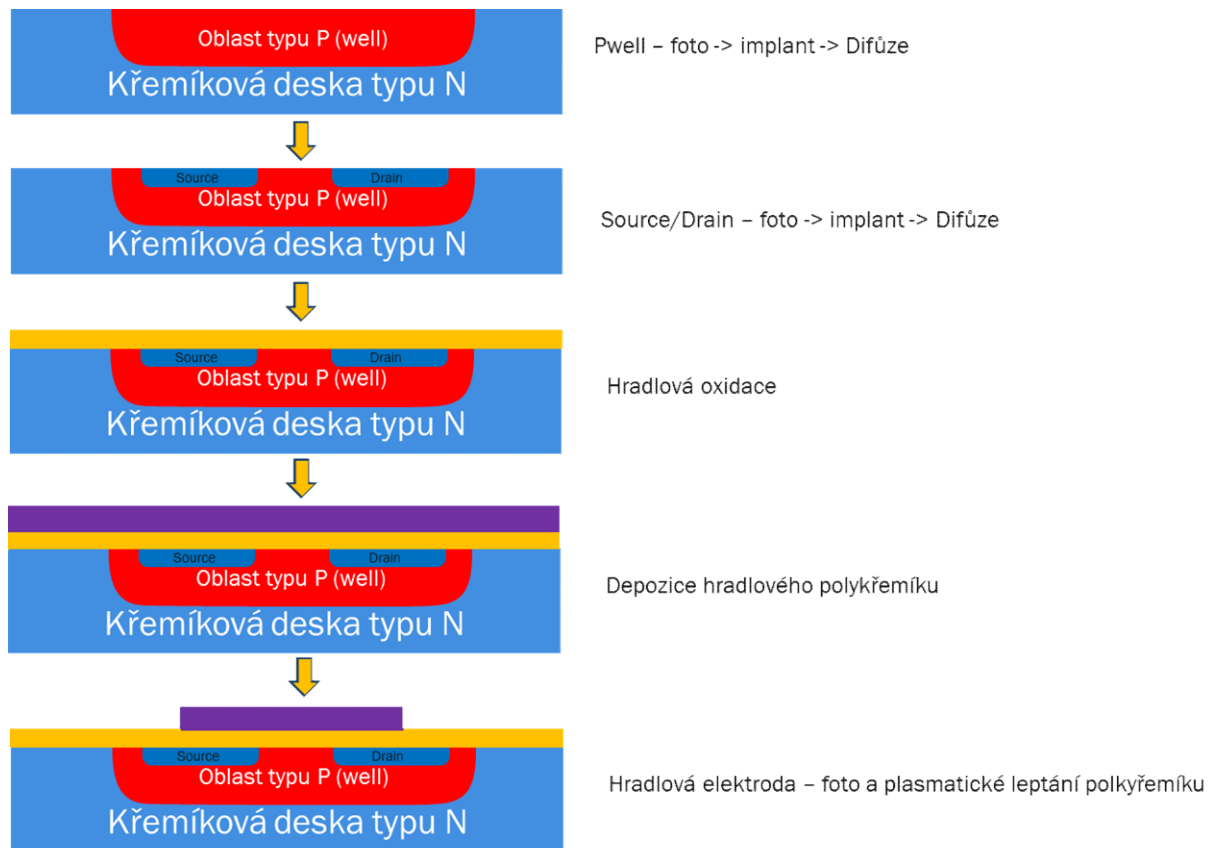 Oblast typu P (well)
Křemíková deska typu N
Pwell – foto -> implant -> Difůze
Source Drain
Oblast typu P (well)
Křemíková deska typu N
Source/Drain – foto -> implant -> Difůze
Source Drain
Oblast typu P (well)
Křemíková deska typu N
Hradlová oxidace
Source Drain
Oblast typu P (well)
Křemíková deska typu N
Depozice hradlového polykřemíku
Source Drain
Oblast typu P (well)
Křemíková deska typu N
Hradlová elektroda – foto a plasmatické leptání polkyřemíku